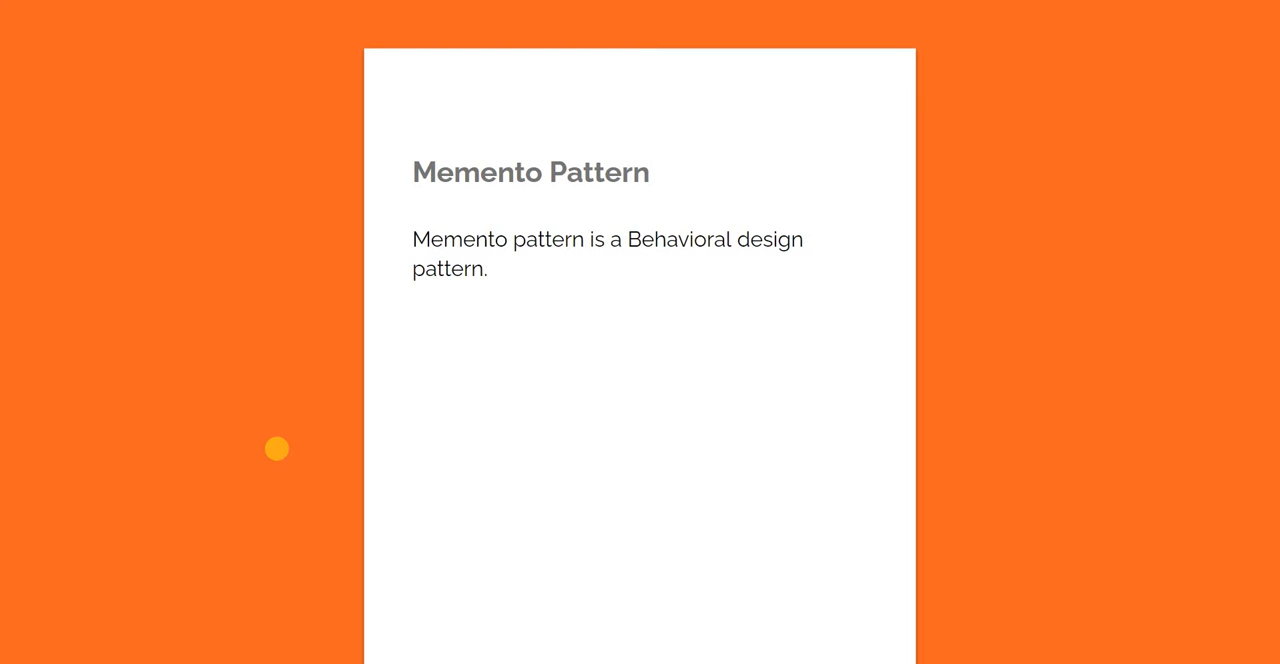 Memento Pattern
Memento pattern is a Behavioral design
pattern.